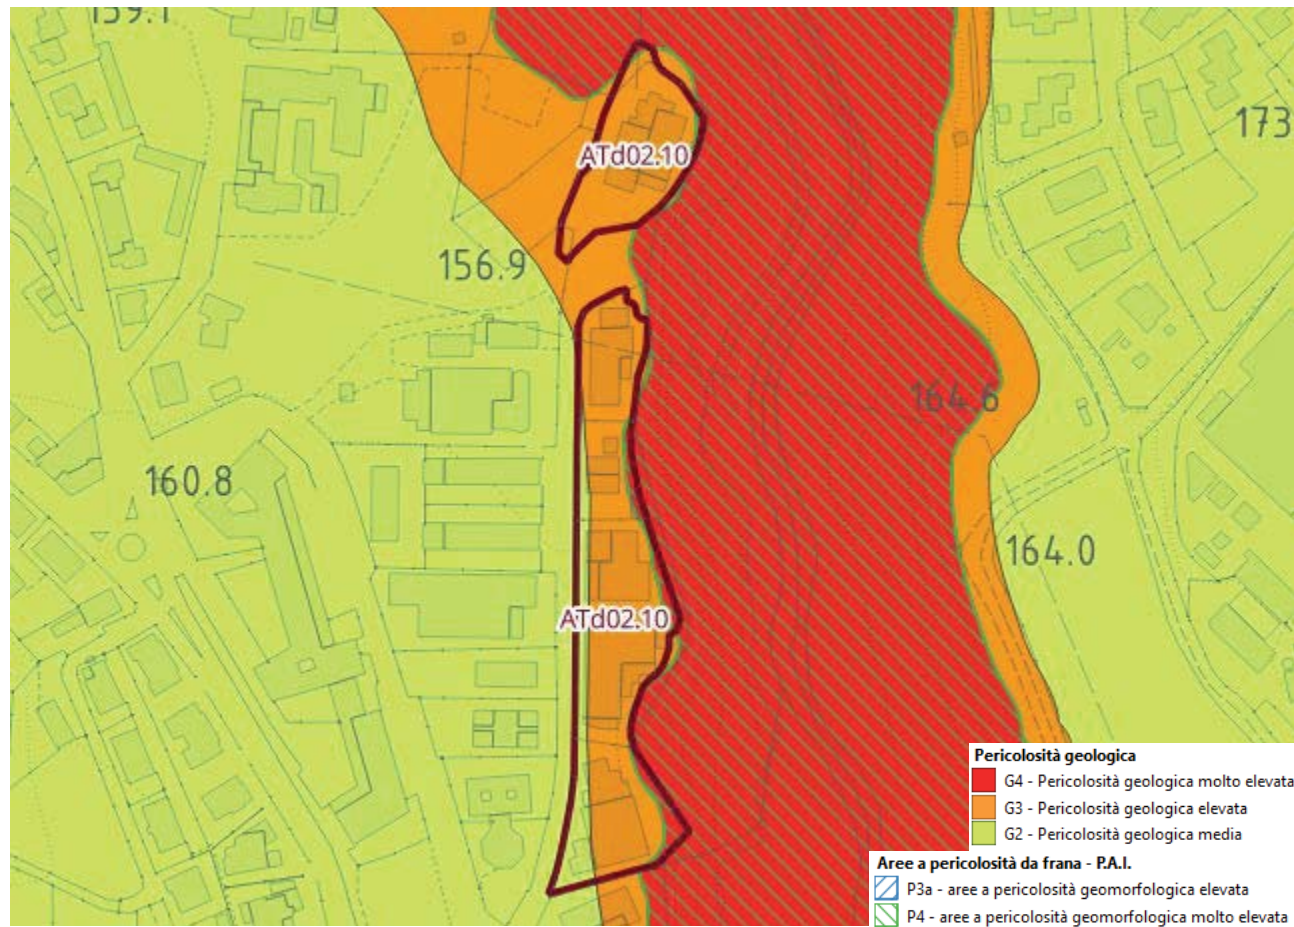 159.1
173
ATd02.10
156.9
164.6
160.8
164.0
ATd02.10
Pericolosità geologica
G4 - Pericolosità geologica molto elevata
G3 - Pericolosità geologica elevata
G2 - Pericolosità geologica media
Aree a pericolosità da frana - P.A.I.
P3a - aree a pericolosità geomorfologica elevata
P4 - aree a pericolosità geomorfologica molto elevata